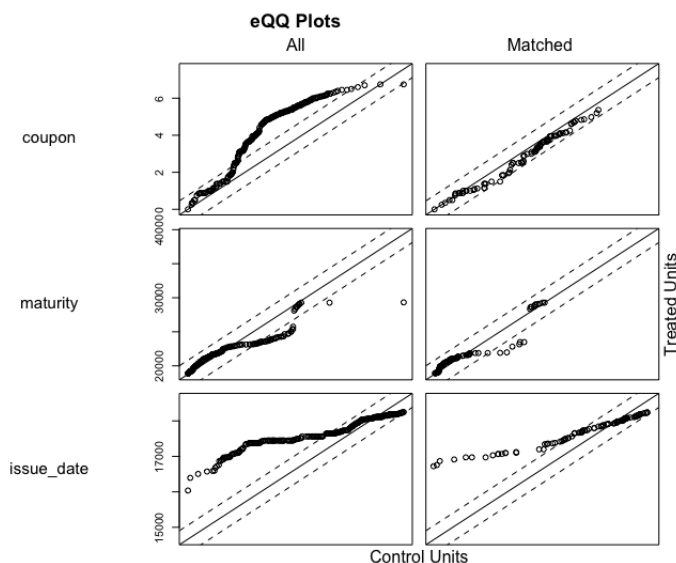 eQQ Plots
All
Matched
coupon
0
2
4
6
maturity
20000
30000
400000
issue_date
15000
17000
Control Units
Treated Units